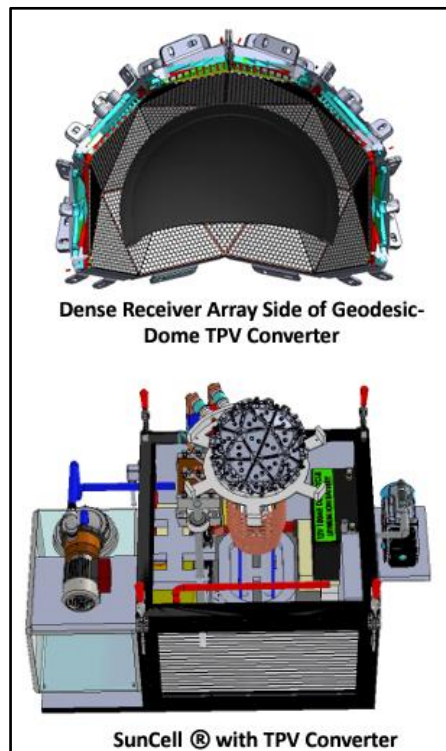 Dense Receiver Array Side of Geodesic-
Dome TPV Converter
SunCell ® with TPV Converter